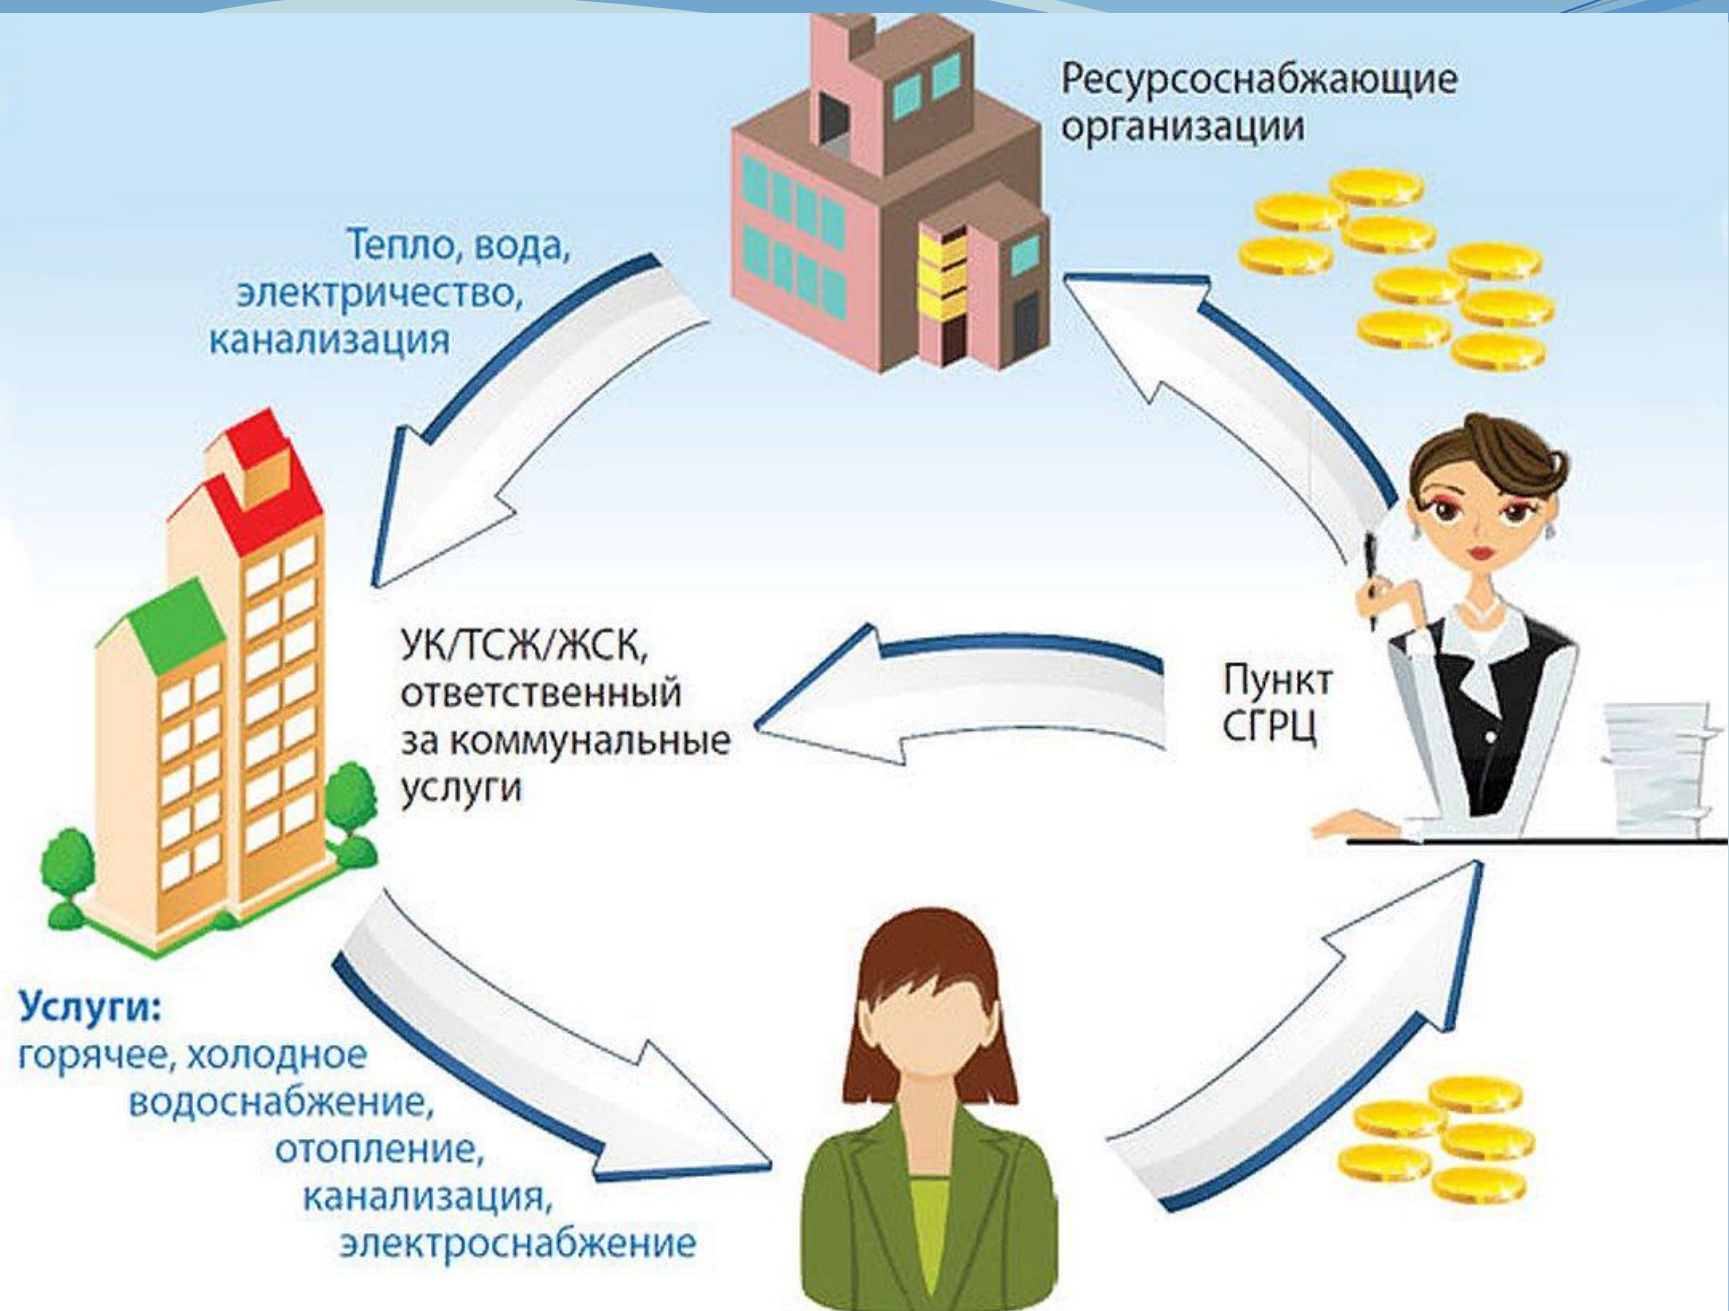 Ресурсоснабжающие
организации
Тепло, вода,
электричество,
канализация
УК/ТСЖ/ЖСК,
ответственный
за коммунальные
услуги
Пункт
СГРЦ
Услуги:
горячее, холодное
водоснабжение,
отопление,
канализация,
электроснабжение